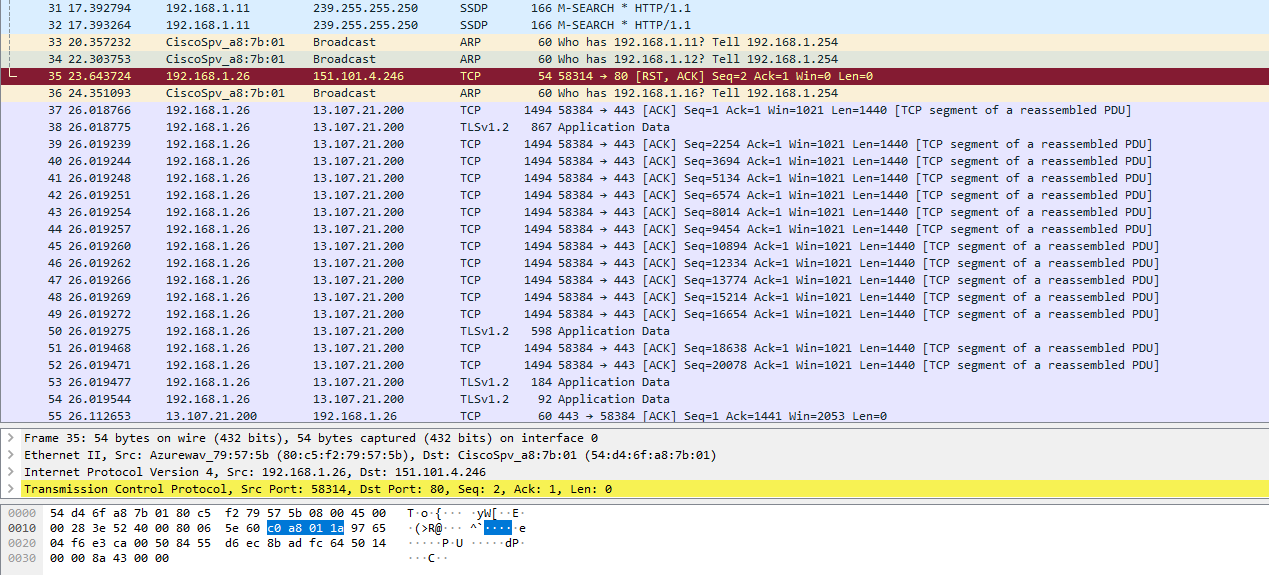 31 17.392794 192.168.1.11 239.255.255.250 SSDP 166 M-SEARCH * HTTP/1.1
32 17.393264 192.168.1.11 239.255.255.250 SSDP 166 M-SEARCH * HTTP/1.1
33 20.357232 CiscoSpv_a8:7b:01 Broadcast ARP 60 Who has 192.168.1.11? Tell 192.168.1.254
34 22.303753 CiscoSpv_a8:7b:01 Broadcast ARP 60 Who has 192.168.1.12? Tell 192.168.1.254
35 23.643724 192.168.1.26 151.101.4.246 TCP 54 58314 → 80 [RST, ACK] Seq=2 Ack=1 Win=0 Len=0
36 24.351093 CiscoSpv_a8:7b:01 Broadcast ARP 60 Who has 192.168.1.16? Tell 192.168.1.254
37 26.018766 192.168.1.26 13.107.21.200 TCP 1494 58384 → 443 [ACK] Seq=1 Ack=1 Win=1021 Len=1440 [TCP segment of a reassembled PDU]
38 26.018775 192.168.1.26 13.107.21.200 TLSv1.2 867 Application Data
39 26.019239 192.168.1.26 13.107.21.200 TCP 1494 58384 → 443 [ACK] Seq=2254 Ack=1 Win=1021 Len=1440 [TCP segment of a reassembled PDU]
40 26.019244 192.168.1.26 13.107.21.200 TCP 1494 58384 → 443 [ACK] Seq=3694 Ack=1 Win=1021 Len=1440 [TCP segment of a reassembled PDU]
41 26.019248 192.168.1.26 13.107.21.200 TCP 1494 58384 → 443 [ACK] Seq=5134 Ack=1 Win=1021 Len=1440 [TCP segment of a reassembled PDU]
42 26.019251 192.168.1.26 13.107.21.200 TCP 1494 58384 → 443 [ACK] Seq=6574 Ack=1 Win=1021 Len=1440 [TCP segment of a reassembled PDU]
43 26.019254 192.168.1.26 13.107.21.200 TCP 1494 58384 → 443 [ACK] Seq=8014 Ack=1 Win=1021 Len=1440 [TCP segment of a reassembled PDU]
44 26.019257 192.168.1.26 13.107.21.200 TCP 1494 58384 → 443 [ACK] Seq=9454 Ack=1 Win=1021 Len=1440 [TCP segment of a reassembled PDU]
45 26.019260 192.168.1.26 13.107.21.200 TCP 1494 58384 → 443 [ACK] Seq=10894 Ack=1 Win=1021 Len=1440 [TCP segment of a reassembled PDU]
46 26.019262 192.168.1.26 13.107.21.200 TCP 1494 58384 → 443 [ACK] Seq=12334 Ack=1 Win=1021 Len=1440 [TCP segment of a reassembled PDU]
47 26.019266 192.168.1.26 13.107.21.200 TCP 1494 58384 → 443 [ACK] Seq=13774 Ack=1 Win=1021 Len=1440 [TCP segment of a reassembled PDU]
48 26.019269 192.168.1.26 13.107.21.200 TCP 1494 58384 → 443 [ACK] Seq=15214 Ack=1 Win=1021 Len=1440 [TCP segment of a reassembled PDU]
49 26.019272 192.168.1.26 13.107.21.200 TCP 1494 58384 → 443 [ACK] Seq=16654 Ack=1 Win=1021 Len=1440 [TCP segment of a reassembled PDU]
50 26.019275 192.168.1.26 13.107.21.200 TLSv1.2 598 Application Data
51 26.019468 192.168.1.26 13.107.21.200 TCP 1494 58384 → 443 [ACK] Seq=18638 Ack=1 Win=1021 Len=1440 [TCP segment of a reassembled PDU]
52 26.019471 192.168.1.26 13.107.21.200 TCP 1494 58384 → 443 [ACK] Seq=20078 Ack=1 Win=1021 Len=1440 [TCP segment of a reassembled PDU]
53 26.019477 192.168.1.26 13.107.21.200 TLSv1.2 184 Application Data
54 26.019544 192.168.1.26 13.107.21.200 TLSv1.2 92 Application Data
55 26.112653 13.107.21.200 192.168.1.26 TCP 60 443 → 58384 [ACK] Seq=1 Ack=1441 Win=2053 Len=0
Frame 35: 54 bytes on wire (432 bits), 54 bytes captured (432 bits) on interface 0
Ethernet II, Src: Azurewav_79:57:5b (80:c5:f2:79:57:5b), Dst: CiscoSpv_a8:7b:01 (54:d4:6f:a8:7b:01)
Internet Protocol Version 4, Src: 192.168.1.26, Dst: 151.101.4.246
Transmission Control Protocol, Src Port: 58314, Dst Port: 80, Seq: 2, Ack: 1, Len: 0
0000 54 d4 6f a8 7b 01 80 c5 f2 79 57 5b 08 00 45 00 T·o·{··· ·yW[··E·
0010 00 28 3e 52 40 00 80 06 5e 60 c0 a8 01 1a 97 65 ·(>R@··· ^`·····e
0020 04 f6 e3 ca 00 50 84 55 d6 ec 8b ad fc 64 50 14 ·····P·U ·····dP·
0030 00 00 8a 43 00 00 ···C··